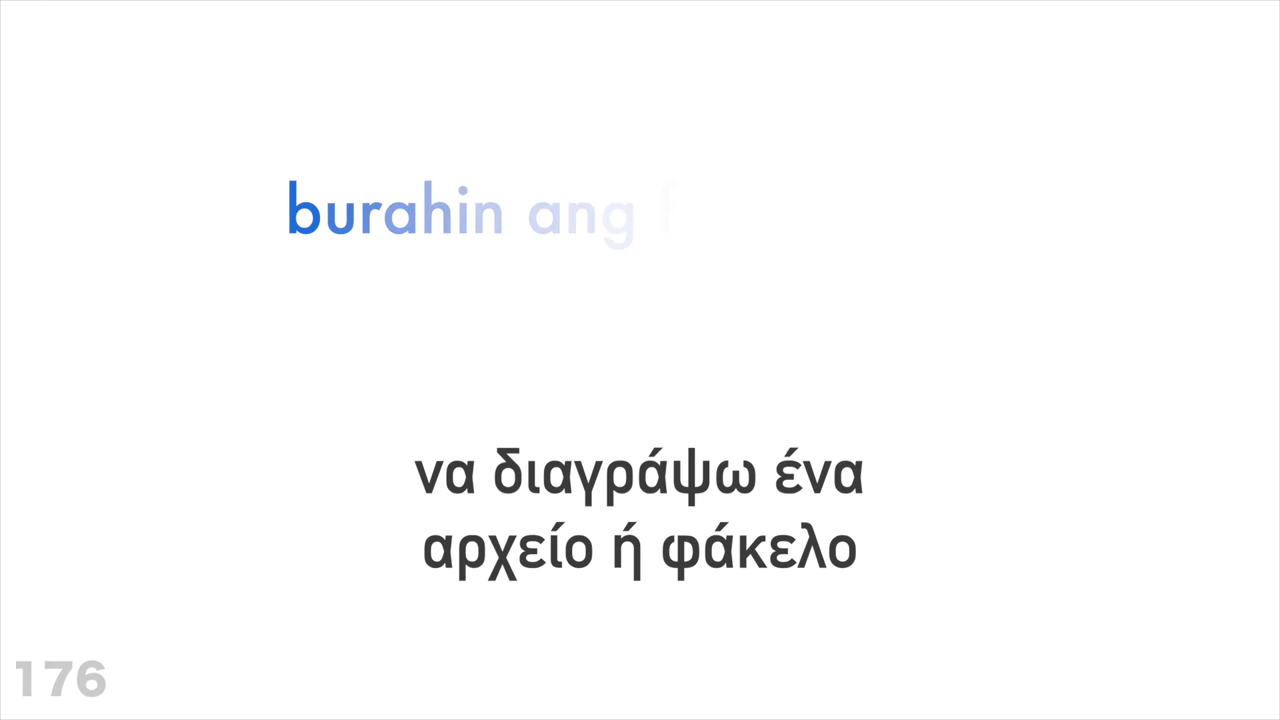 burahin ang
να διαγράψω ένα
αρχείο ή φάκελο
176